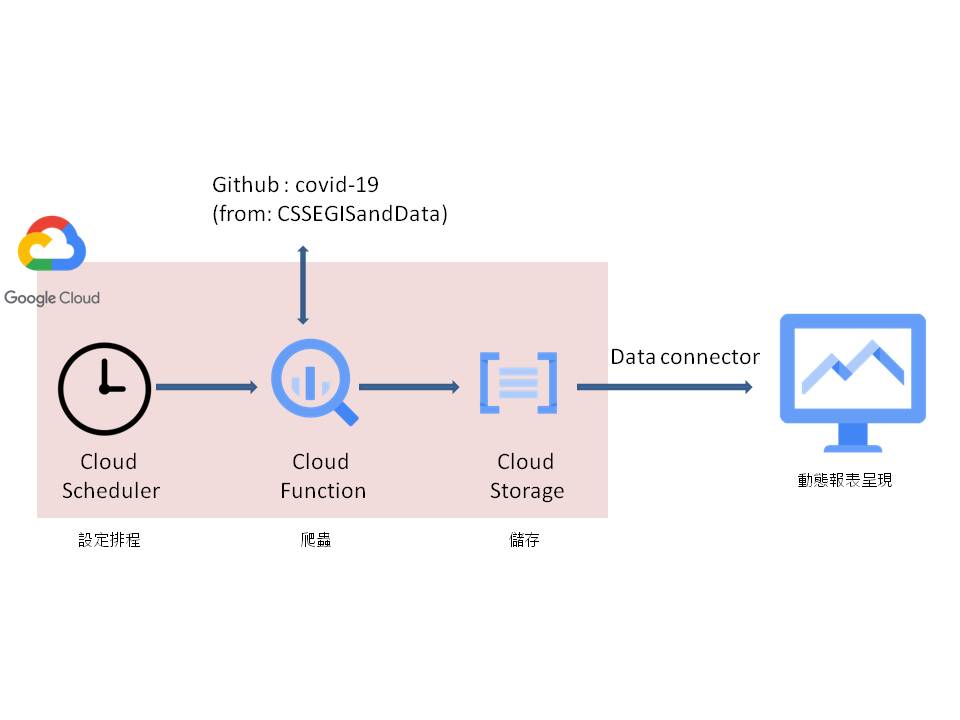 Github : covid-19
(from: CSSEGISandData)
Google Cloud
Data connector
Cloud
Scheduler
Cloud
Function
Cloud
Storage
動態報表呈現
設定排程
爬蟲
儲存